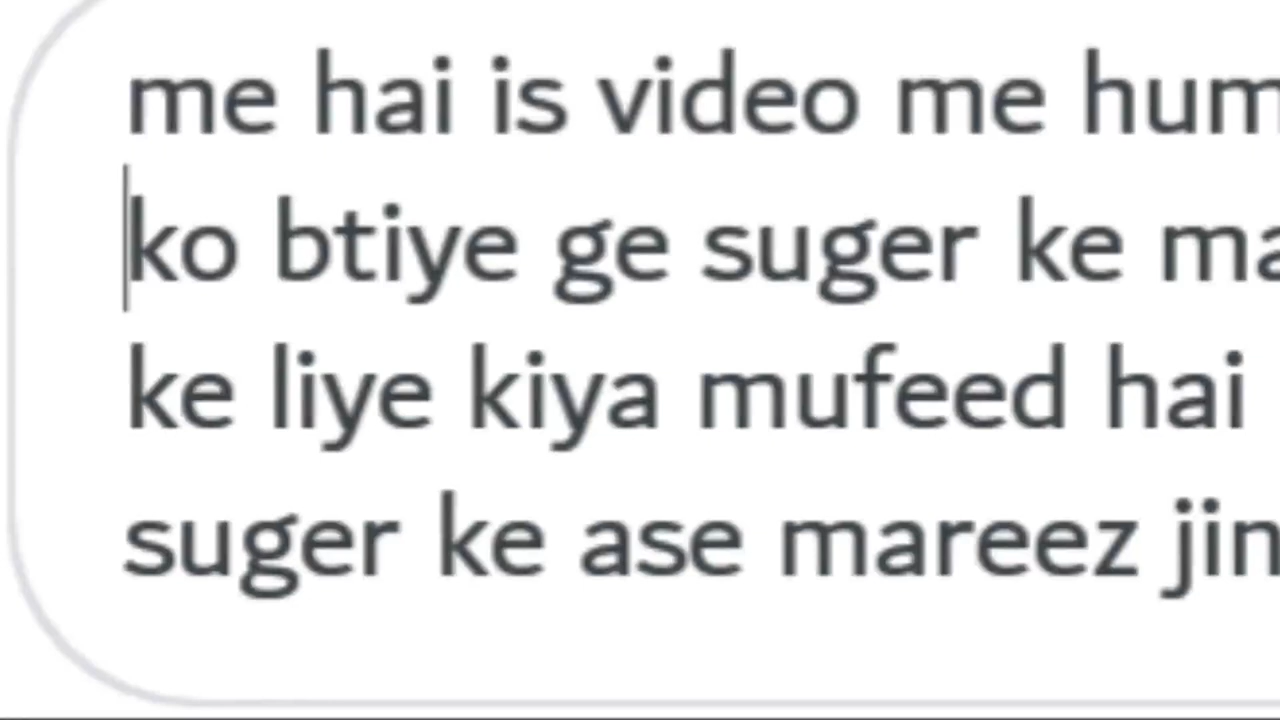 me hai is video me hum
ko btiye ge suger ke ma
ke liye kiya mufeed hai
suger ke ase mareez jin